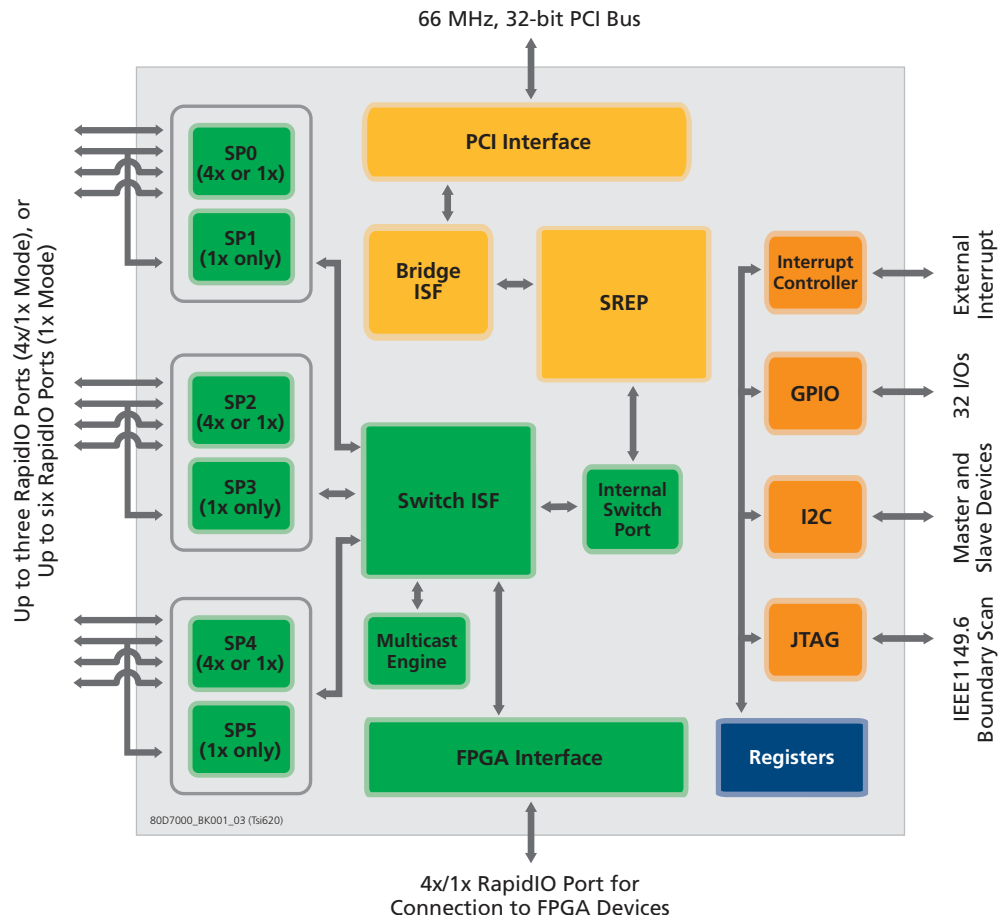 66 MHz, 32-bit PCI Bus
PCI Interface
SP0
(4x or 1x)
SP1
(1x only)
Bridge
ISF
SREP
Interrupt
Controller
External
Interrupt
Up to three RapidIO Ports (4x/1x Mode), or
Up to six RapidIO Ports (1x Mode)
SP2
(4x or 1x)
SP3
(1x only)
Switch ISF
Internal
Switch
Port
GPIO
32 I/Os
I2C
Master and
Slave Devices
SP4
(4x or 1x)
SP5
(1x only)
Multicast
Engine
JTAG
IEEE1149.6
Boundary Scan
FPGA Interface
Registers
80D7000_BK001_03 (Tsi620)
4x/1x RapidIO Port for
Connection to FPGA Devices